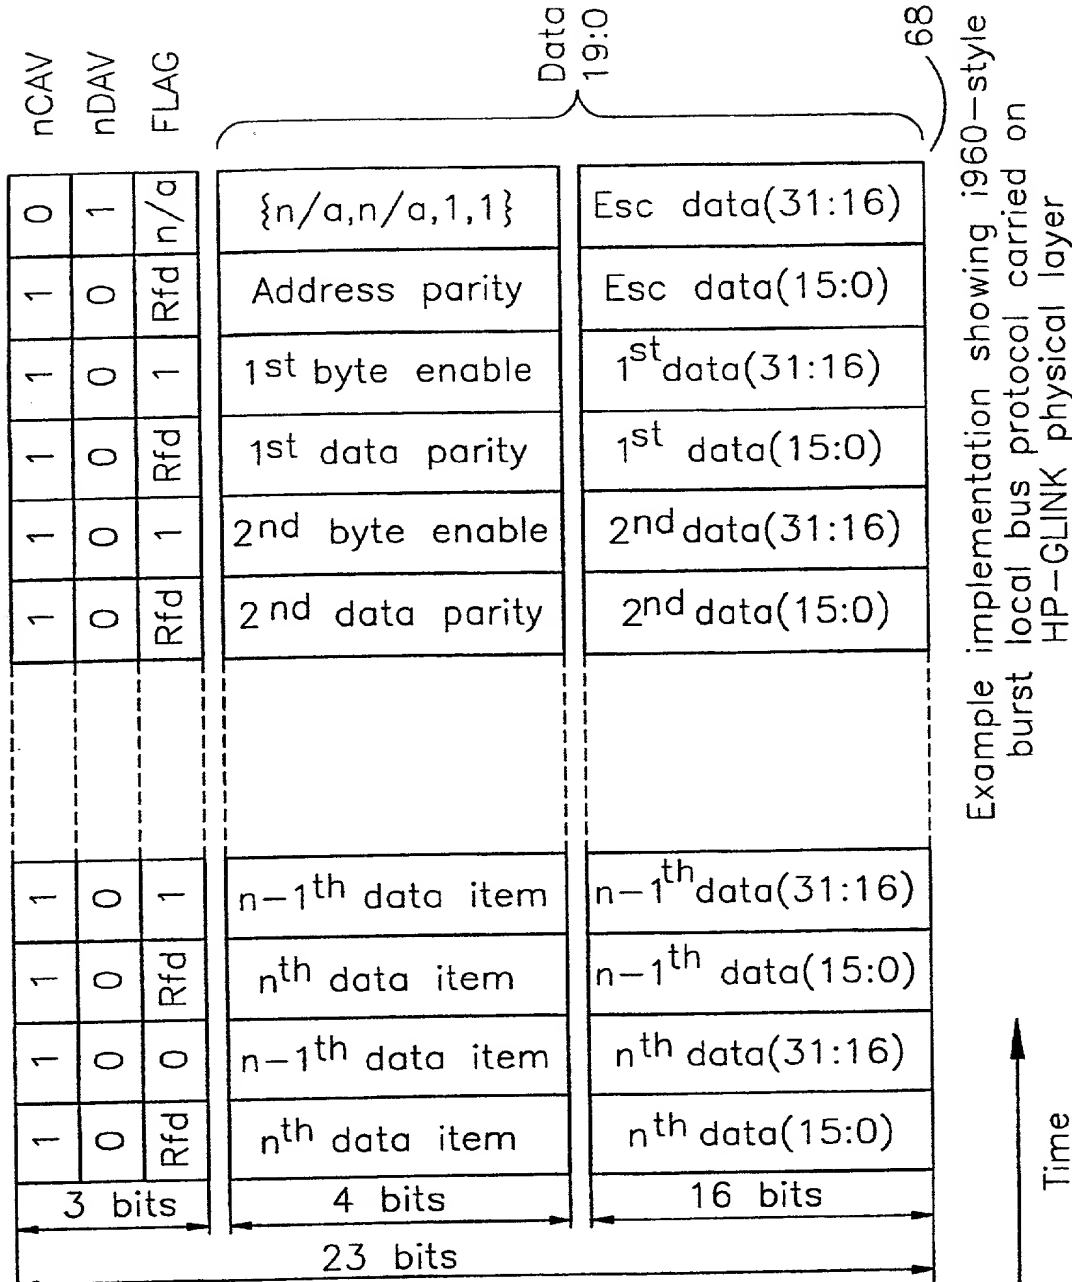 nCAV
nDAV
FLAG
Data
19:0
68
0 1 n/a {n/a,n/a,1,1} Esc data(31:16)
1 0 Rfd Address parity Esc data(15:0)
1 0 1 1st byte enable 1st data(31:16)
1 0 Rfd 1st data parity 1st data(15:0)
1 0 1 2nd byte enable 2nd data(31:16)
1 0 Rfd 2nd data parity 2nd data(15:0)
1 0 1 n-1th data item n-1th data(31:16)
1 0 Rfd nth data item n-1th data(15:0)
1 0 0 n-1th data item nth data(31:16)
1 0 Rfd nth data item nth data(15:0)
3 bits 4 bits 16 bits
23 bits
Time
Example implementation showing i960-style
burst local bus protocal carried on
HP-GLINK physical layer